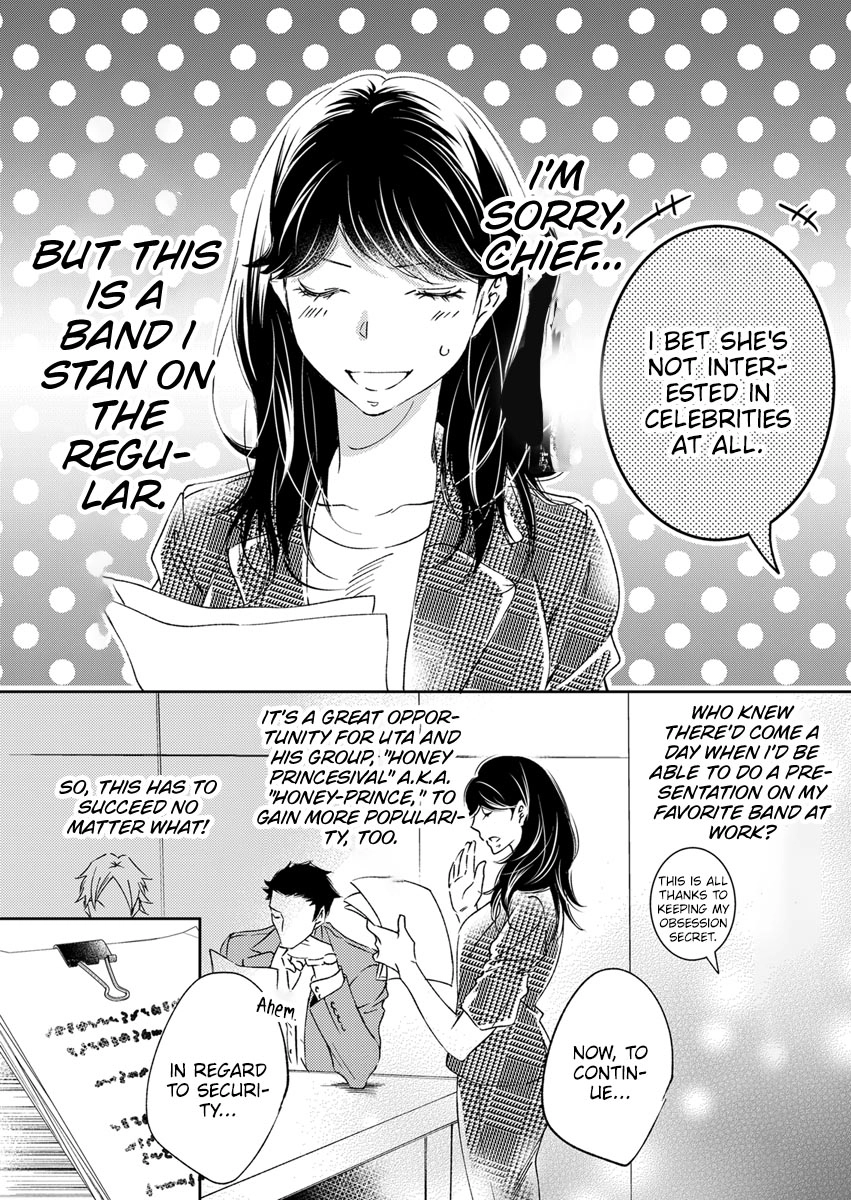 I BET SHE'S
NOT INTER-
ESTED IN
CELEBRITIES
AT ALL.
I'M
SORRY,
CHIEF...
BUT THIS
IS A
BAND I
STAN ON
THE
REGU-
LAR.
WHO KNEW
THERE'D COME
A DAY WHEN I'D BE
ABLE TO DO A PRE-
SENTATION ON MY
FAVORITE BAND AT
WORK?
THIS IS ALL
THANKS TO
KEEPING MY
OBSESSION
SECRET.
IT'S A GREAT OPPOR-
TUNITY FOR UTA AND
HIS GROUP, "HONEY
PRINCESIVAL" A.K.A.
"HONEY-PRINCE," TO
GAIN MORE POPULARI-
TY, TOO.
SO, THIS HAS TO
SUCCEED NO
MATTER WHAT!
NOW, TO
CONTIN-
UE...
Ahem.
IN REGARD
TO SECURI-
TY...